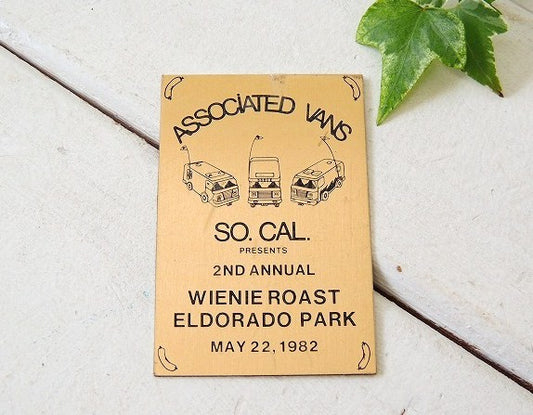 ASSOCiATED VANS
SO. CAL.
PRESENTS
2ND ANNUAL
WIENIE ROAST
ELDORADO PARK
MAY 22, 1982